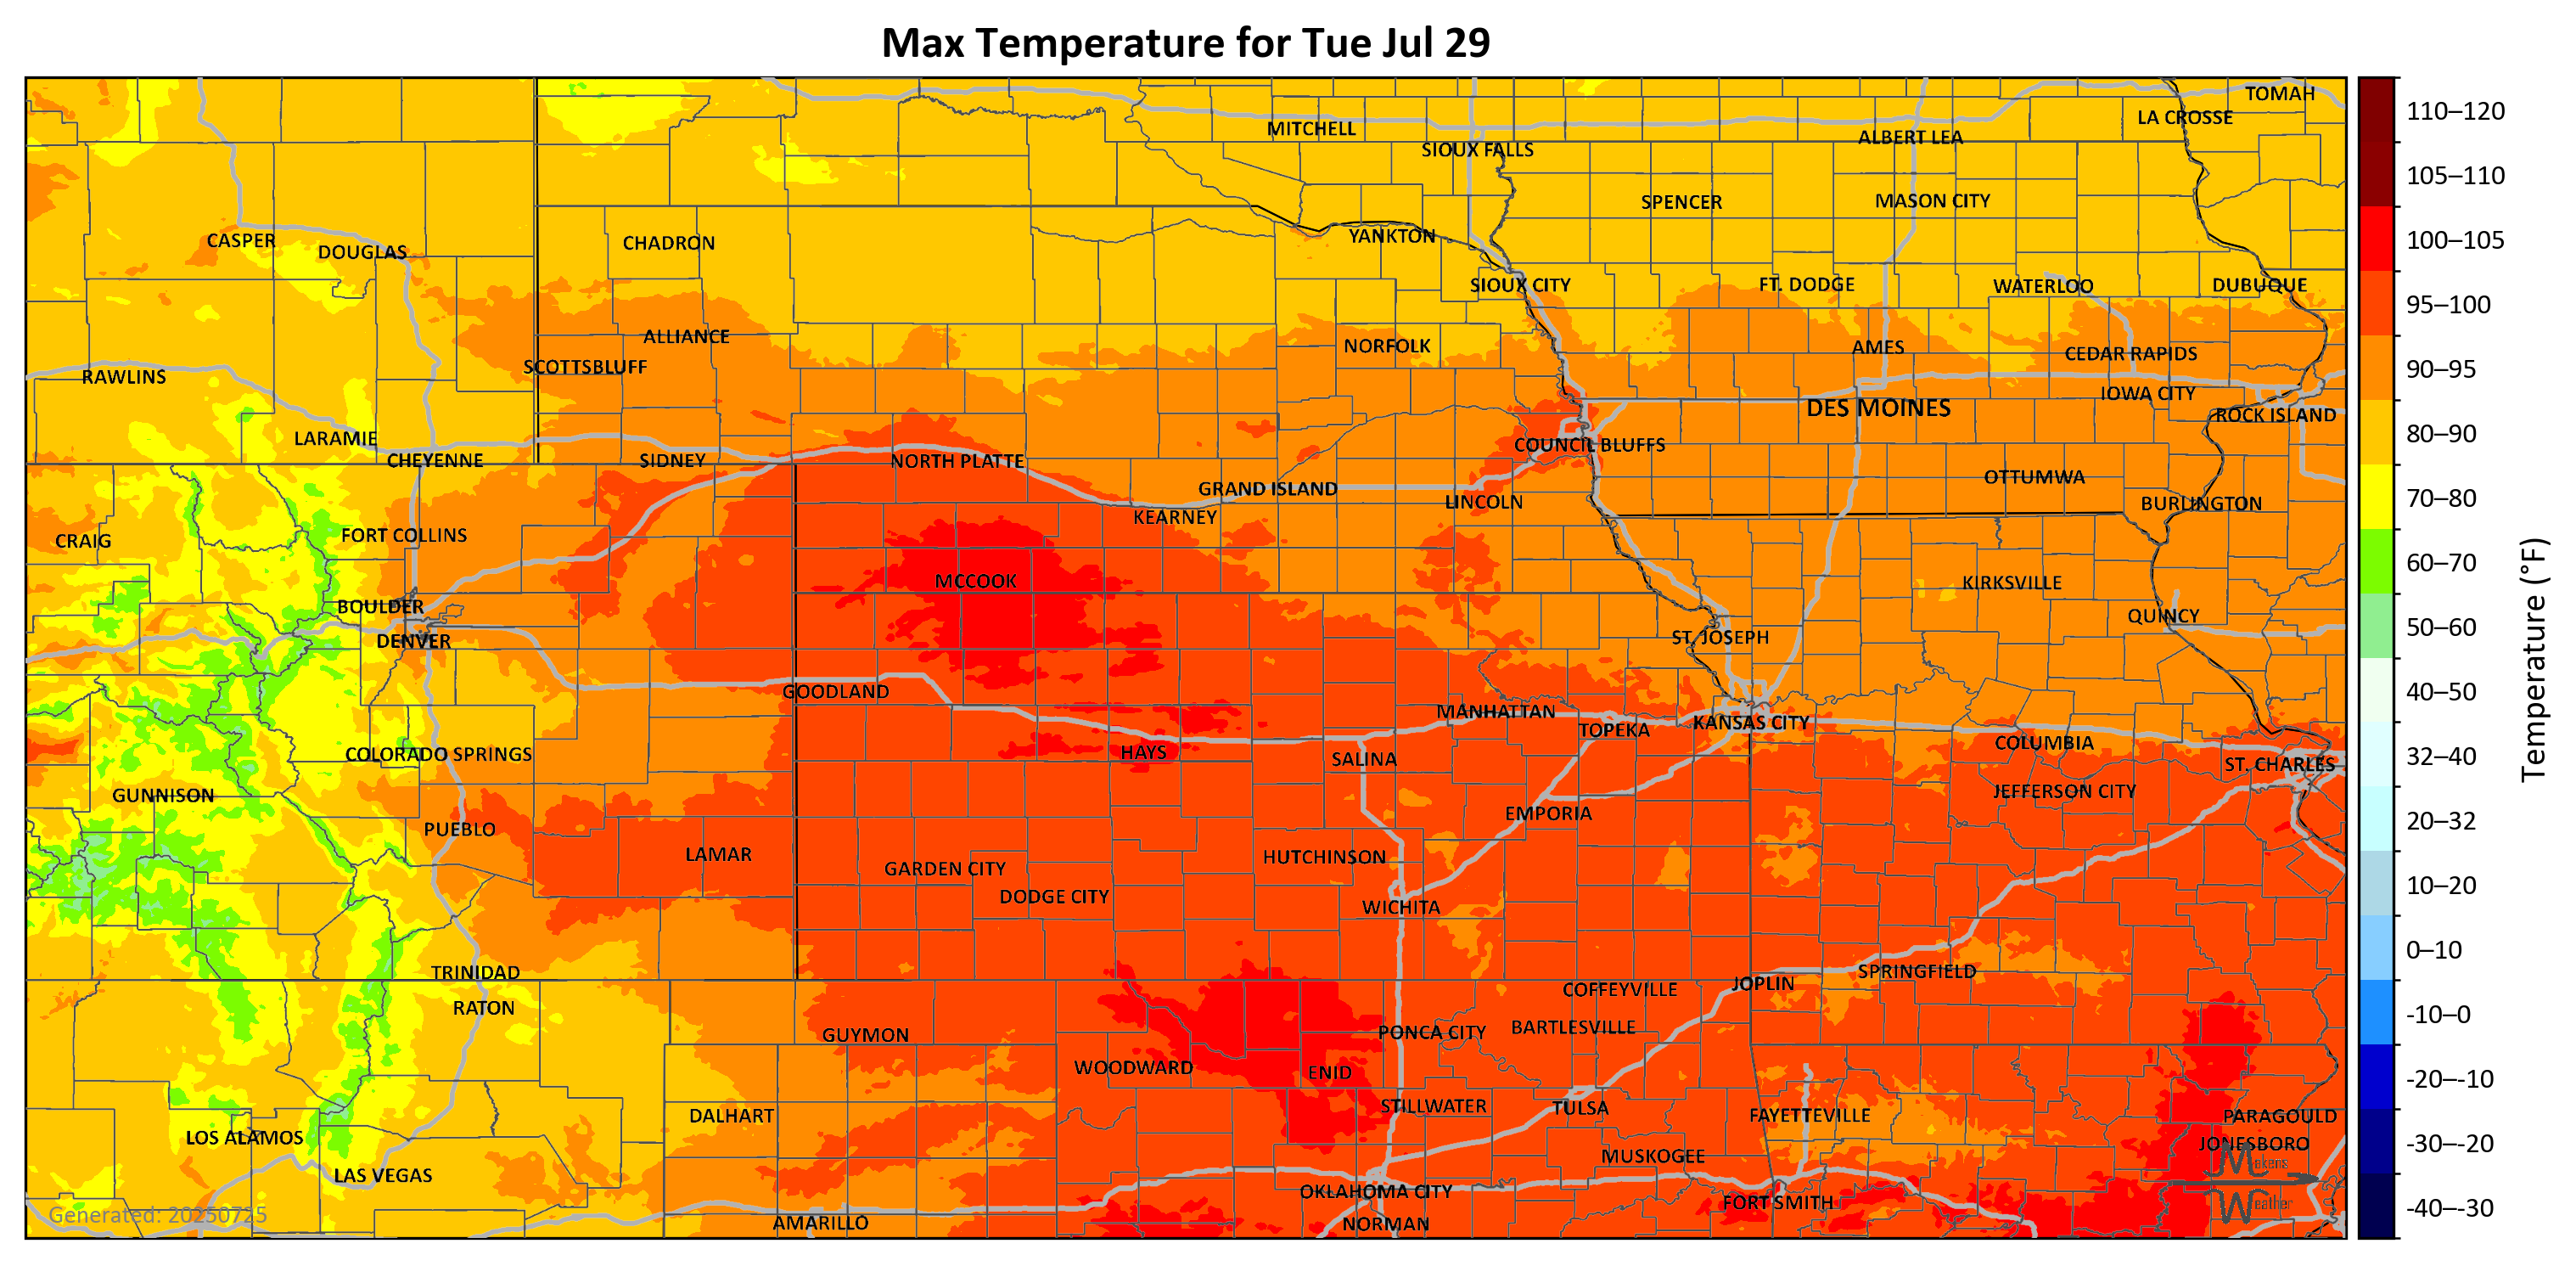 Max Temperature for Tue Jul 29
TOMAH
LA CROSSE
MITCHELL
ALBERT LEA
SIOUX FALLS
SPENCER
MASON CITY
CASPER
DOUGLAS
CHADRON
YANKTON
SIOUX CITY
FT. DODGE
WATERLOO
DUBUQUE
ALLIANCE
NORFOLK
AMES
CEDAR RAPIDS
SCOTTSBLUFF
RAWLINS
IOWA CITY
DES MOINES
ROCK ISLAND
LARAMIE
COUNCIL BLUFFS
CHEYENNE
SIDNEY
NORTH PLATTE
OTTUMWA
GRAND ISLAND
LINCOLN
BURLINGTON
KEARNEY
CRAIG
FORT COLLINS
MCCOOK
KIRKSVILLE
BOULDER
QUINCY
DENVER
ST. JOSEPH
GOODLAND
MANHATTAN
TOPEKA
KANSAS CITY
COLORADO SPRINGS
HAYS
SALINA
COLUMBIA
ST. CHARLES
GUNNISON
JEFFERSON CITY
EMPORIA
PUEBLO
LAMAR
HUTCHINSON
GARDEN CITY
DODGE CITY
WICHITA
TRINIDAD
SPRINGFIELD
JOPLIN
COFFEYVILLE
RATON
GUYMON
PONCA CITY
BARTLESVILLE
WOODWARD
ENID
DALHART
STILLWATER
TULSA
FAYETTEVILLE
PARAGOULD
LOS ALAMOS
JONESBORO
LAS VEGAS
MUSKOGEE
OKLAHOMA CITY
FORT SMITH
AMARILLO
NORMAN
Generated: 20250725
Makens
Weather
110–120
105–110
100–105
95–100
90–95
80–90
70–80
60–70
50–60
40–50
32–40
20–32
10–20
0–10
-10–0
-20–-10
-30–-20
-40–-30
Temperature (°F)